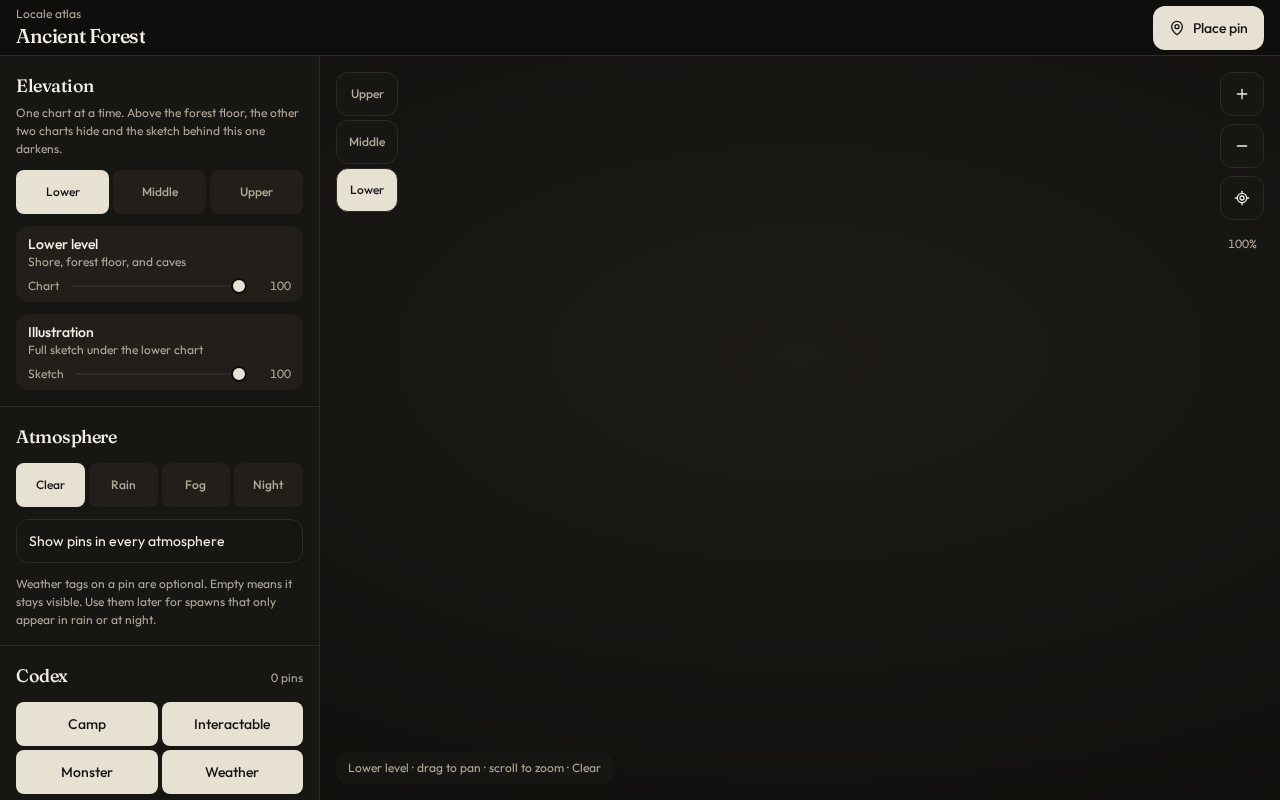 Locale atlas
Ancient Forest
Place pin
Elevation
One chart at a time. Above the forest floor, the other
two charts hide and the sketch behind this one
darkens.
Lower
Middle
Upper
Lower level
Shore, forest floor, and caves
Chart
100
Illustration
Full sketch under the lower chart
Sketch
100
Atmosphere
Clear
Rain
Fog
Night
Show pins in every atmosphere
Weather tags on a pin are optional. Empty means it
stays visible. Use them later for spawns that only
appear in rain or at night.
Codex
0 pins
Camp
Interactable
Monster
Weather
Upper
Middle
Lower
+
−
100%
Lower level · drag to pan · scroll to zoom · Clear